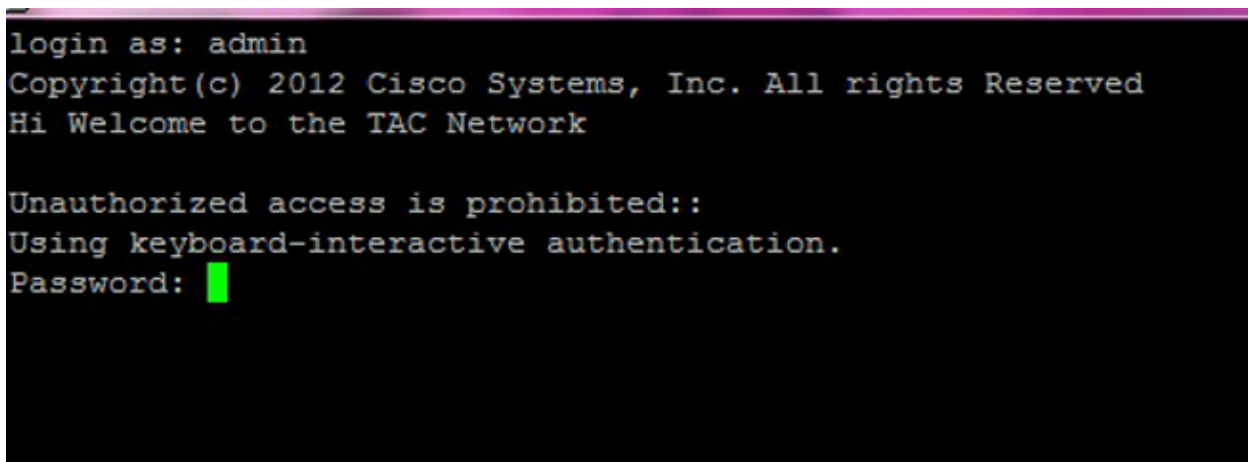 login as: admin
Copyright(c) 2012 Cisco Systems, Inc. All rights Reserved
Hi Welcome to the TAC Network
Unauthorized access is prohibited::
Using keyboard-interactive authentication.
Password: